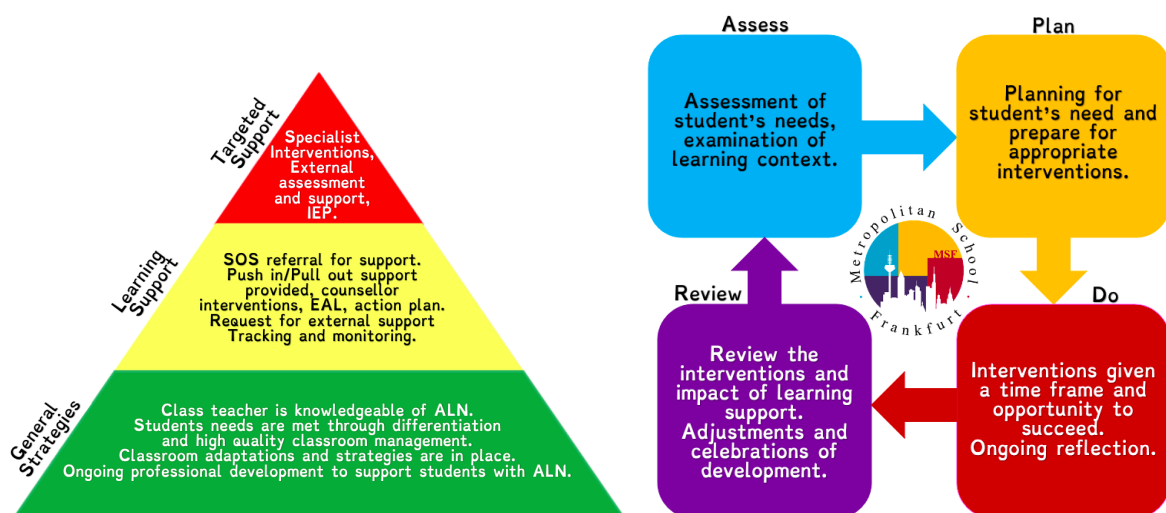 Targeted
Support
Specialist
Interventions,
External
assessment
and support,
IEP.
Learning
Support
SOS referral for support.
Push in/Pull out support
provided, counsellor
interventions, EAL, action plan.
Request for external support
Tracking and monitoring.
General
Strategies
Class teacher is knowledgeable of ALN.
Students needs are met through differentiation
and high quality classroom management.
Classroom adaptations and strategies are in place.
Ongoing professional development to support students with ALN.
Assess
Assessment of
student's needs,
examination of
learning context.
Plan
Planning for
student's need and
prepare for
appropriate
interventions.
Metropolitan School
MSF
Frankfurt
Do
Interventions given
a time frame and
opportunity to
succeed.
Ongoing reflection.
Review
Review the
interventions and
impact of learning
support.
Adjustments and
celebrations of
development.